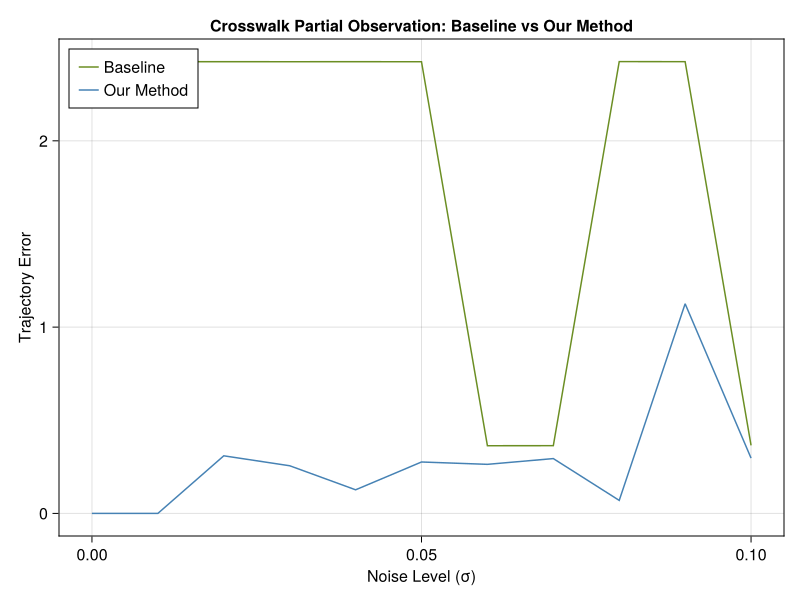 Crosswalk Partial Observation: Baseline vs Our Method
Baseline
Our Method
2
1
0
Trajectory Error
0.00
0.05
0.10
Noise Level (σ)